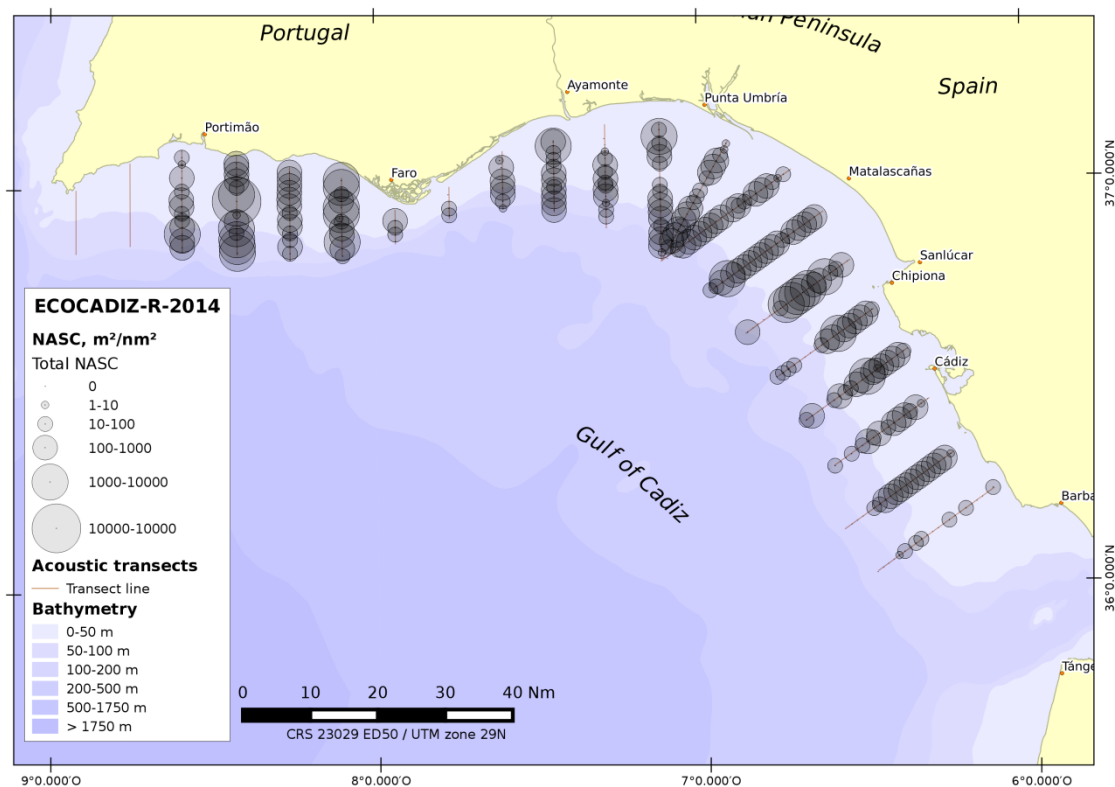 Portugal
Peninsula
Spain
Ayamonte
Punta Umbría
Portimão
Faro
Matalascañas
Sanlúcar
Chipiona
Cádiz
Barba
Tánge
Gulf of Cadiz
37°0.000'N
36°0.000'N
ECOCADIZ-R-2014
NASC, m²/nm²
Total NASC
0
1-10
10-100
100-1000
1000-10000
10000-10000
Acoustic transects
Transect line
Bathymetry
0-50 m
50-100 m
100-200 m
200-500 m
500-1750 m
> 1750 m
0 10 20 30 40 Nm
CRS 23029 ED50 / UTM zone 29N
9°0.000'O 8°0.000'O 7°0.000'O 6°0.000'O